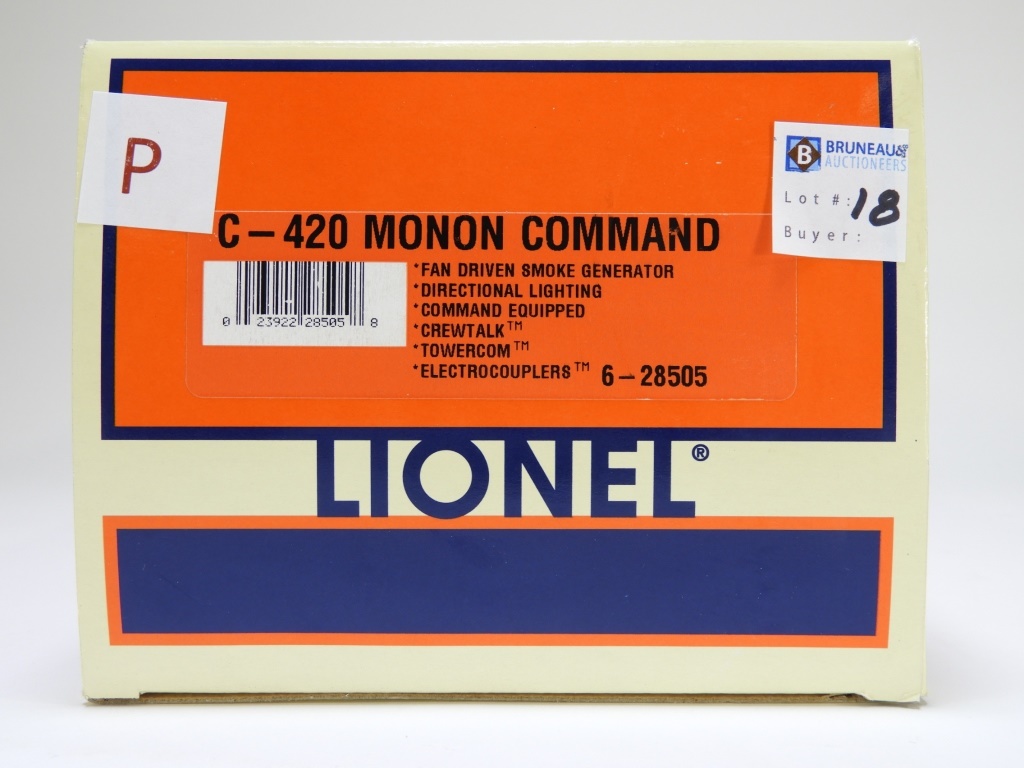 P
B BRUNEAU& CO
AUCTIONEERS
Lot #: 18
Buyer:
C-420 MONON COMMAND
*FAN DRIVEN SMOKE GENERATOR
*DIRECTIONAL LIGHTING
*COMMAND EQUIPPED
*CREWTALK™
*TOWERCOM™
*ELECTROCOUPLERS™ 6-28505
0 23922 28505 8
LIONEL®